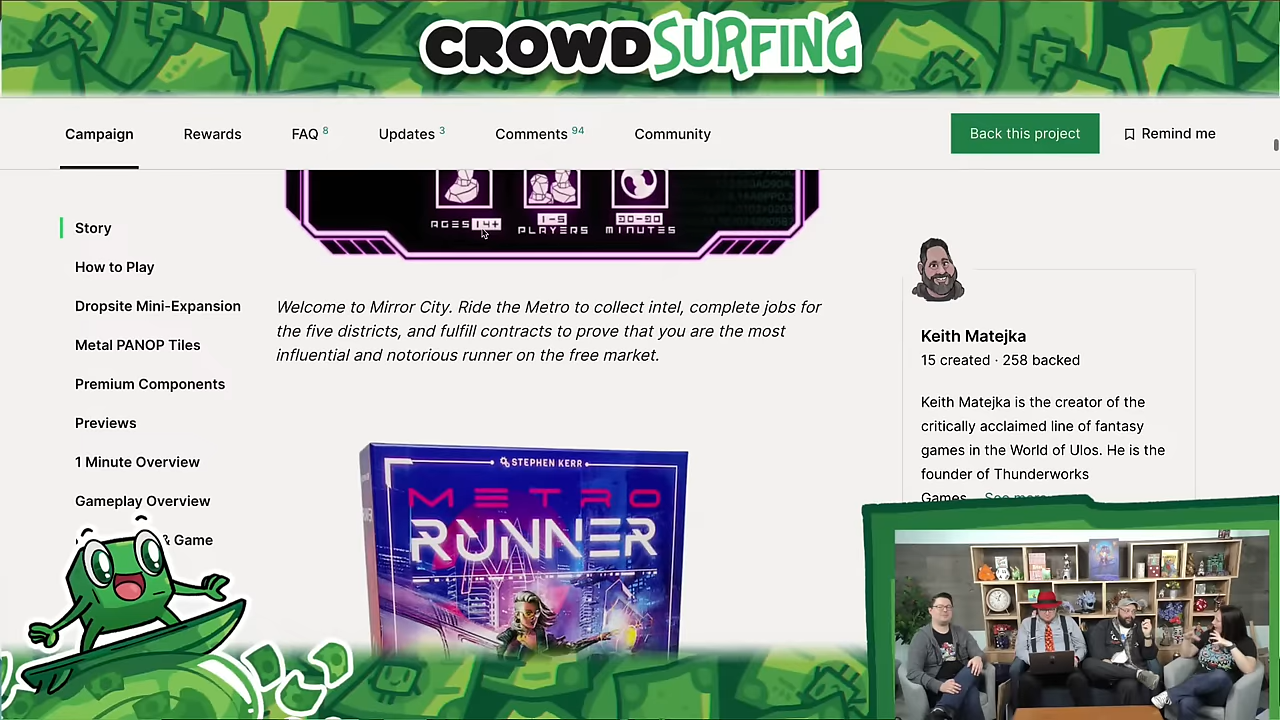 CROWDSURFING
Campaign
Rewards
FAQ 8
Updates 3
Comments 94
Community
Back this project
Remind me
AGES 14+
1-5
PLAYERS
30-90
MINUTES
Story
How to Play
Dropsite Mini-Expansion
Metal PANOP Tiles
Premium Components
Previews
1 Minute Overview
Gameplay Overview
& Game
Welcome to Mirror City. Ride the Metro to collect intel, complete jobs for
the five districts, and fulfill contracts to prove that you are the most
influential and notorious runner on the free market.
STEPHEN KERR
METRO
RUNNER
Keith Matejka
15 created · 258 backed
Keith Matejka is the creator of the
critically acclaimed line of fantasy
games in the World of Ulos. He is the
founder of Thunderworks
Games... See more